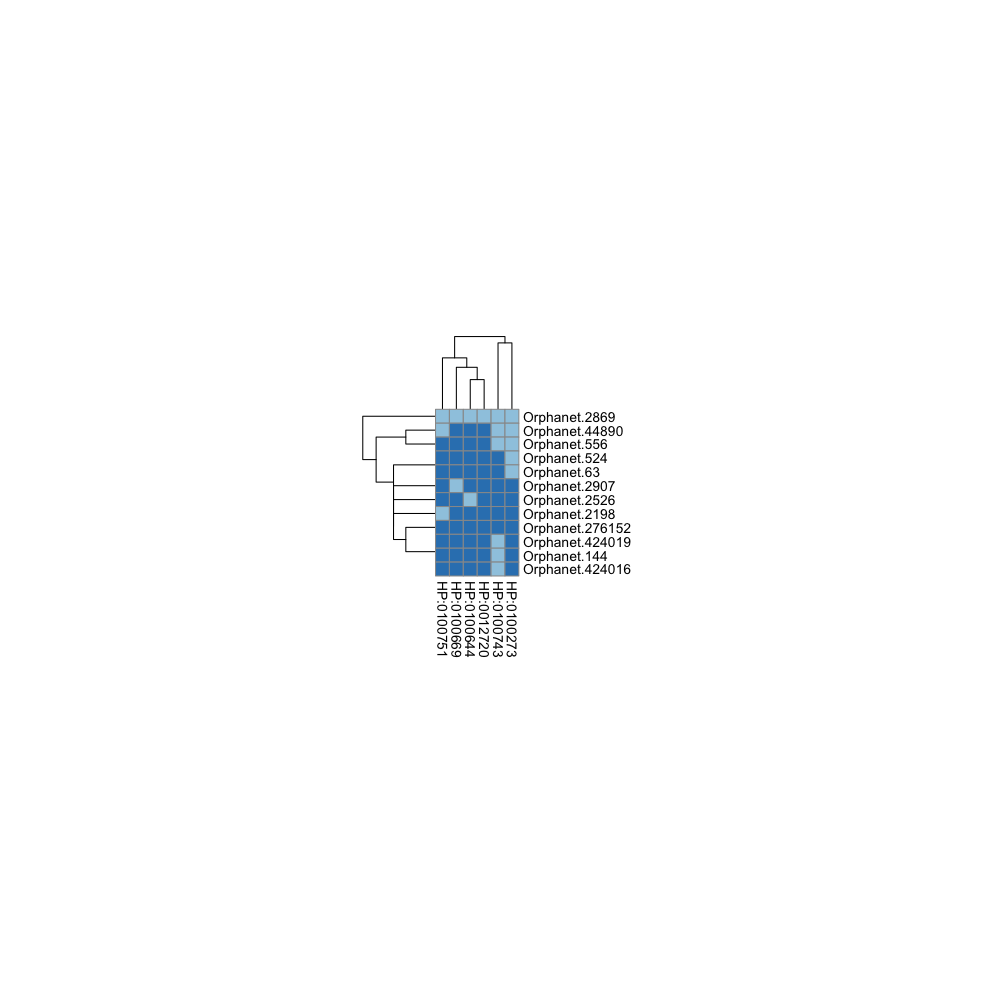 Orphanet.2869
Orphanet.44890
Orphanet.556
Orphanet.524
Orphanet.63
Orphanet.2907
Orphanet.2526
Orphanet.2198
Orphanet.276152
Orphanet.424019
Orphanet.144
Orphanet.424016
HP:0100751
HP:0100669
HP:0100644
HP:0012720
HP:0100743
HP:0100273